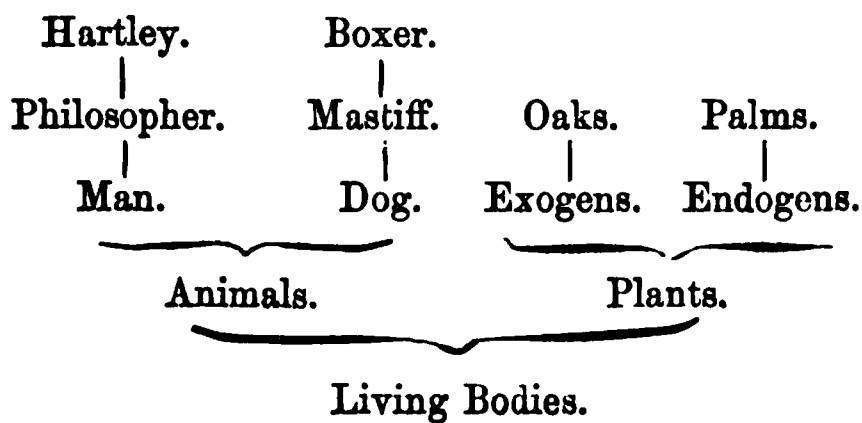 Hartley. Boxer.
Philosopher. Mastiff. Oaks. Palms.
Man. Dog. Exogens. Endogens.
Animals. Plants.
Living Bodies.